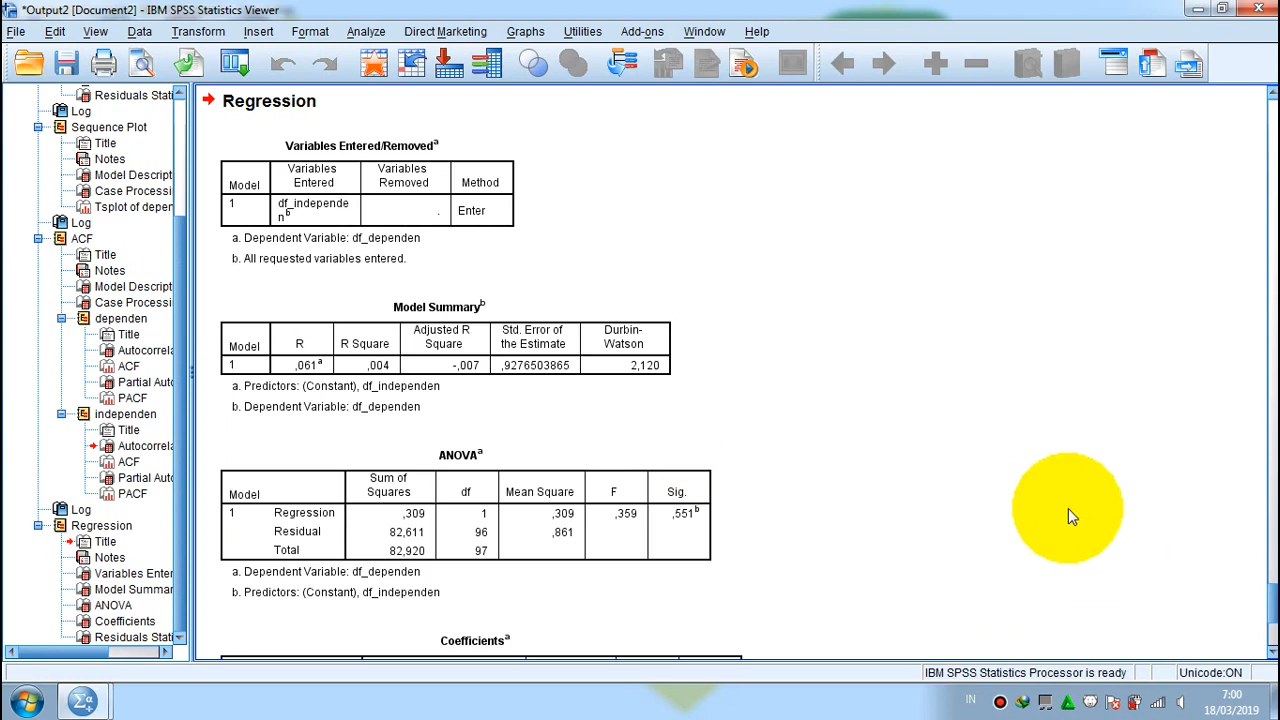 *Output2 [Document2] - IBM SPSS Statistics Viewer
File Edit View Data Transform Insert Format Analyze Direct Marketing Graphs Utilities Add-ons Window Help
Residuals Stati
Log
Sequence Plot
Title
Notes
Model Descript
Case Processi
Tsplot of depen
Log
ACF
Title
Notes
Model Descript
Case Processi
dependen
Title
Autocorrela
ACF
Partial Auto
PACF
independen
Title
Autocorrela
ACF
Partial Auto
PACF
Log
Regression
Title
Notes
Variables Enter
Model Summar
ANOVA
Coefficients
Residuals Stati
Regression
Variables Entered/Removedᵃ
Model Variables Entered Variables Removed Method
1 df_independenᵇ . Enter
a. Dependent Variable: df_dependen
b. All requested variables entered.
Model Summaryᵇ
Model R R Square Adjusted R Square Std. Error of the Estimate Durbin-Watson
1 ,061ᵃ ,004 -,007 ,9276503865 2,120
a. Predictors: (Constant), df_independen
b. Dependent Variable: df_dependen
ANOVAᵃ
Model Sum of Squares df Mean Square F Sig.
1 Regression ,309 1 ,309 ,359 ,551ᵇ
Residual 82,611 96 ,861
Total 82,920 97
a. Dependent Variable: df_dependen
b. Predictors: (Constant), df_independen
Coefficientsᵃ
IBM SPSS Statistics Processor is ready Unicode:ON
IN 7:00
18/03/2019